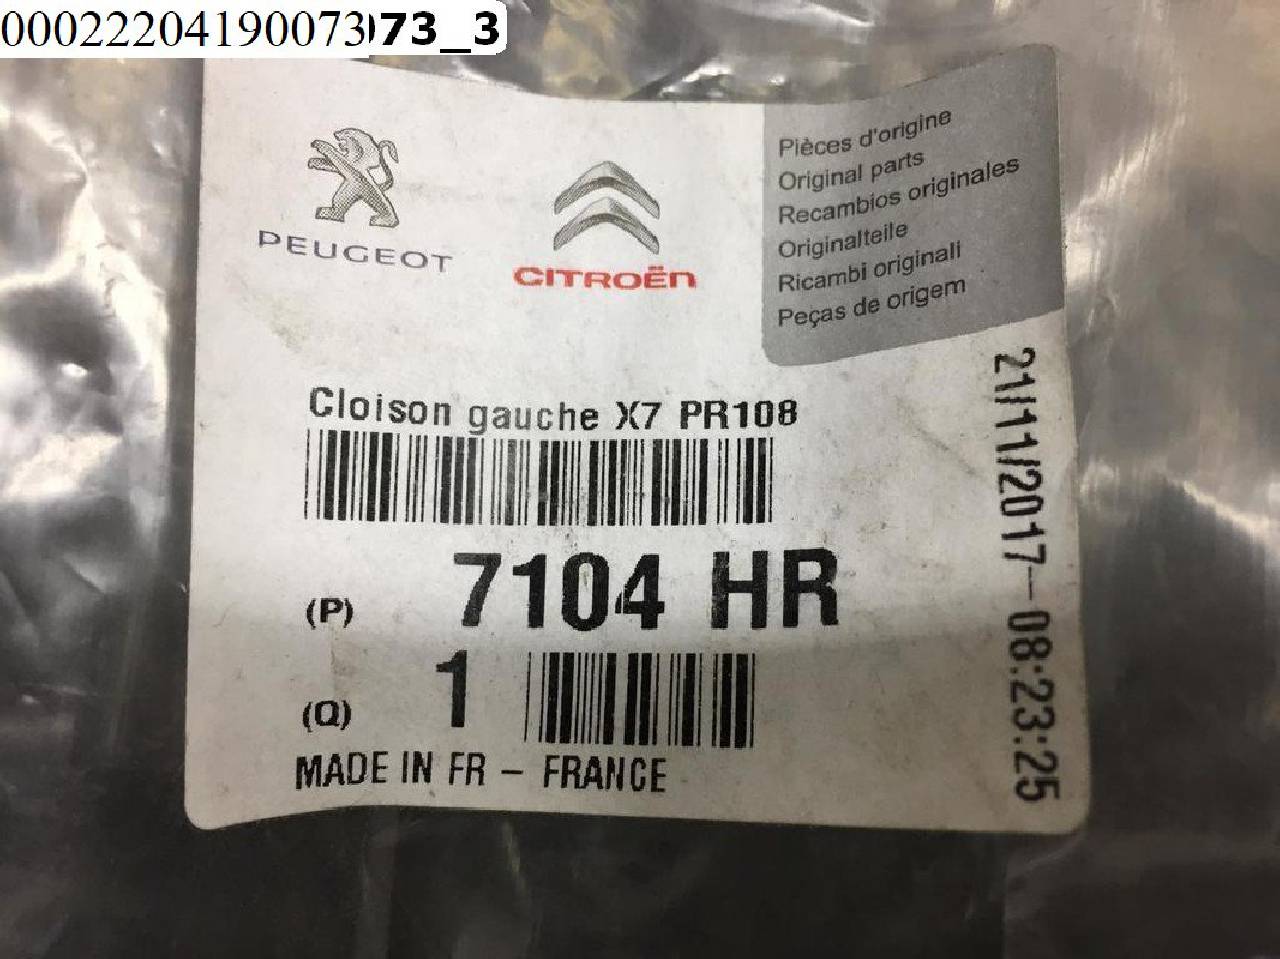 00022204190073073_3
PEUGEOT
CITROËN
Pièces d'origine
Original parts
Recambios originales
Originalteile
Ricambi originali
Peças de origem
Cloison gauche X7 PR108
(P) 7104 HR
(Q) 1
MADE IN FR - FRANCE
21/11/2017-08:23:25